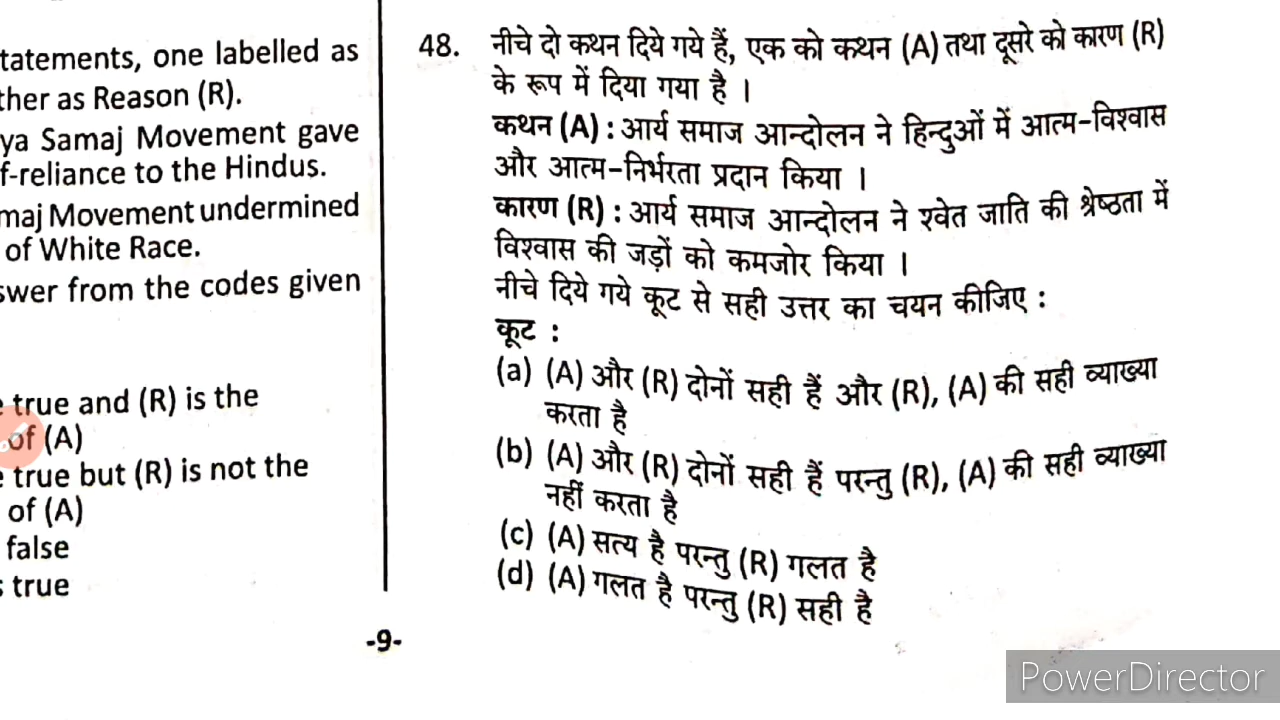 tatements, one labelled as
ther as Reason (R).
ya Samaj Movement gave
f-reliance to the Hindus.
maj Movement undermined
of White Race.
swer from the codes given
true and (R) is the
of (A)
true but (R) is not the
of (A)
false
true
48. नीचे दो कथन दिये गये हैं, एक को कथन (A) तथा दूसरे को कारण (R)
के रूप में दिया गया है ।
कथन (A) : आर्य समाज आन्दोलन ने हिन्दुओं में आत्म-विश्वास
और आत्म-निर्भरता प्रदान किया ।
कारण (R) : आर्य समाज आन्दोलन ने श्वेत जाति की श्रेष्ठता में
विश्वास की जड़ों को कमजोर किया ।
नीचे दिये गये कूट से सही उत्तर का चयन कीजिए :
कूट :
(a) (A) और (R) दोनों सही हैं और (R), (A) की सही व्याख्या
करता है
(b) (A) और (R) दोनों सही हैं परन्तु (R), (A) की सही व्याख्या
नहीं करता है
(c) (A) सत्य है परन्तु (R) गलत है
(d) (A) गलत है परन्तु (R) सही है
-9-
PowerDirector